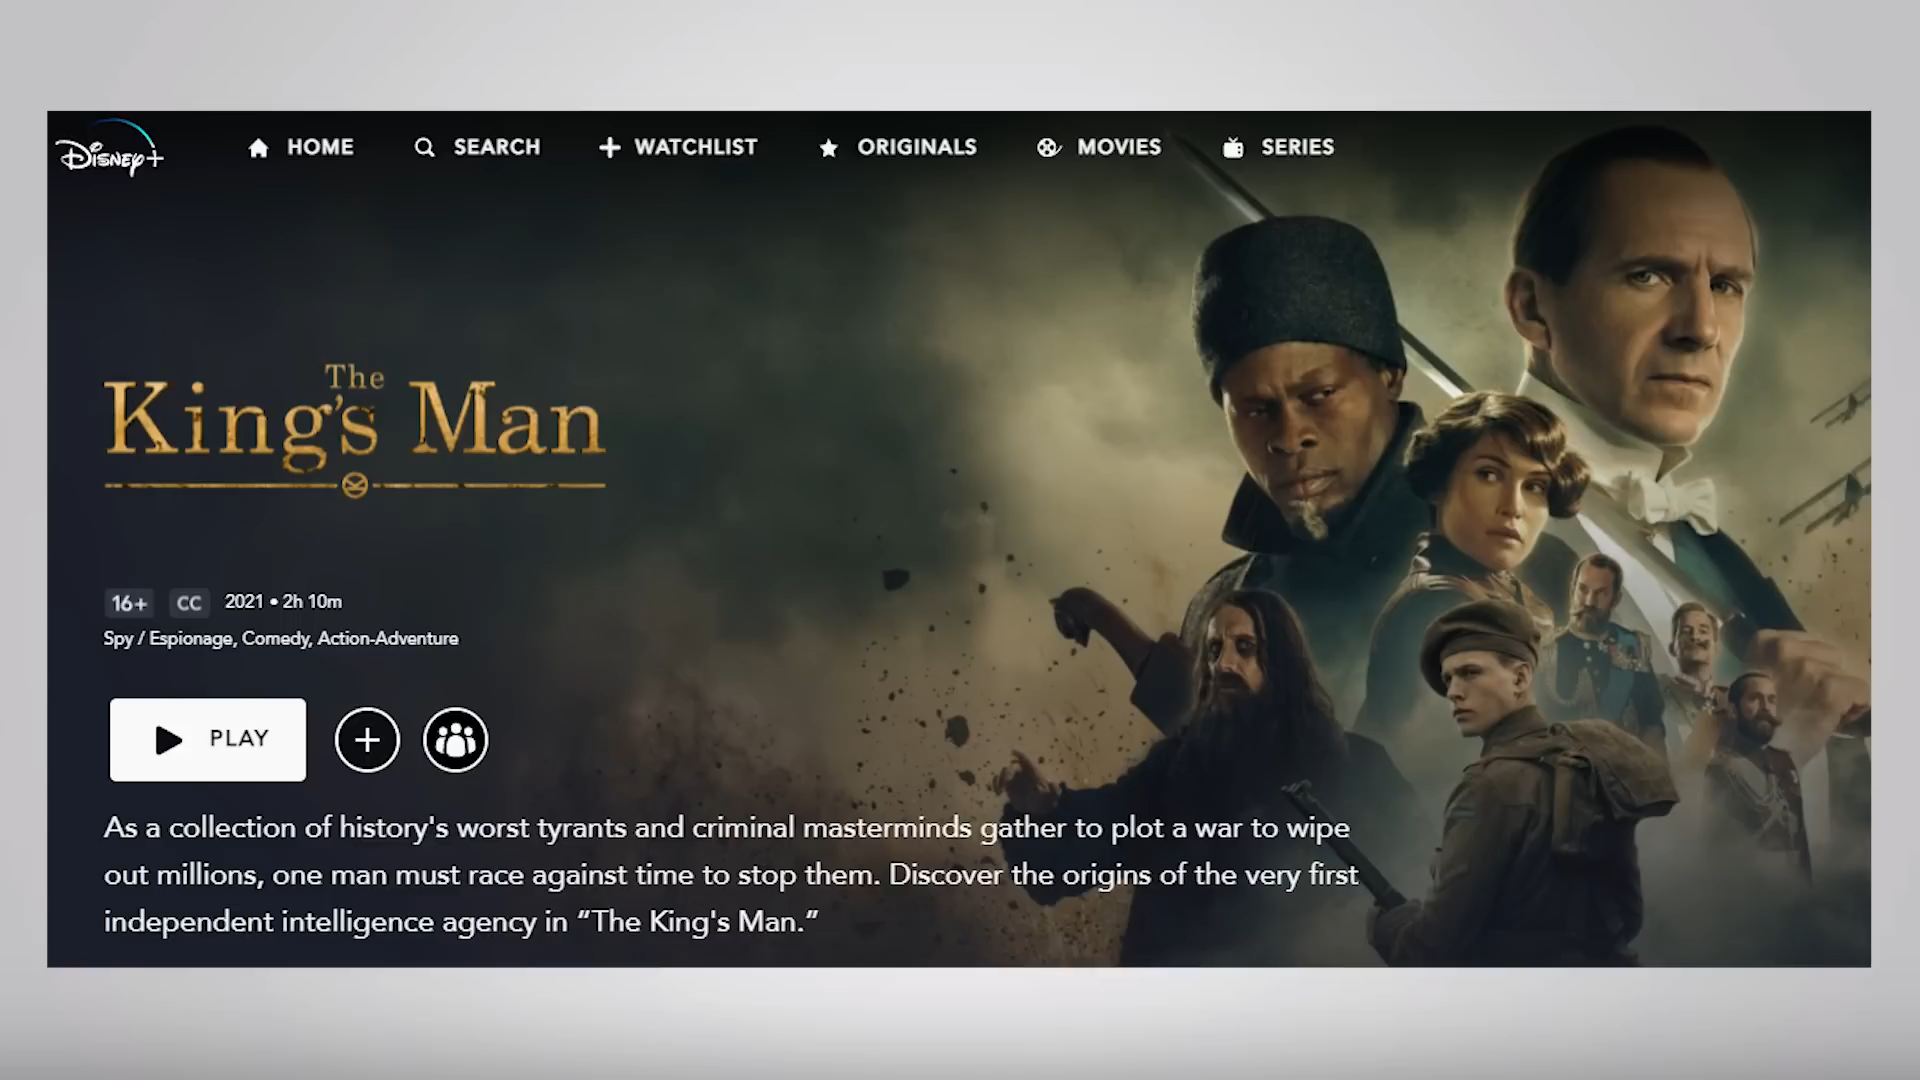 Disney+
HOME
SEARCH
WATCHLIST
ORIGINALS
MOVIES
SERIES
The
King's Man
16+ CC 2021 • 2h 10m
Spy / Espionage, Comedy, Action-Adventure
PLAY
As a collection of history's worst tyrants and criminal masterminds gather to plot a war to wipe
out millions, one man must race against time to stop them. Discover the origins of the very first
independent intelligence agency in “The King's Man.”